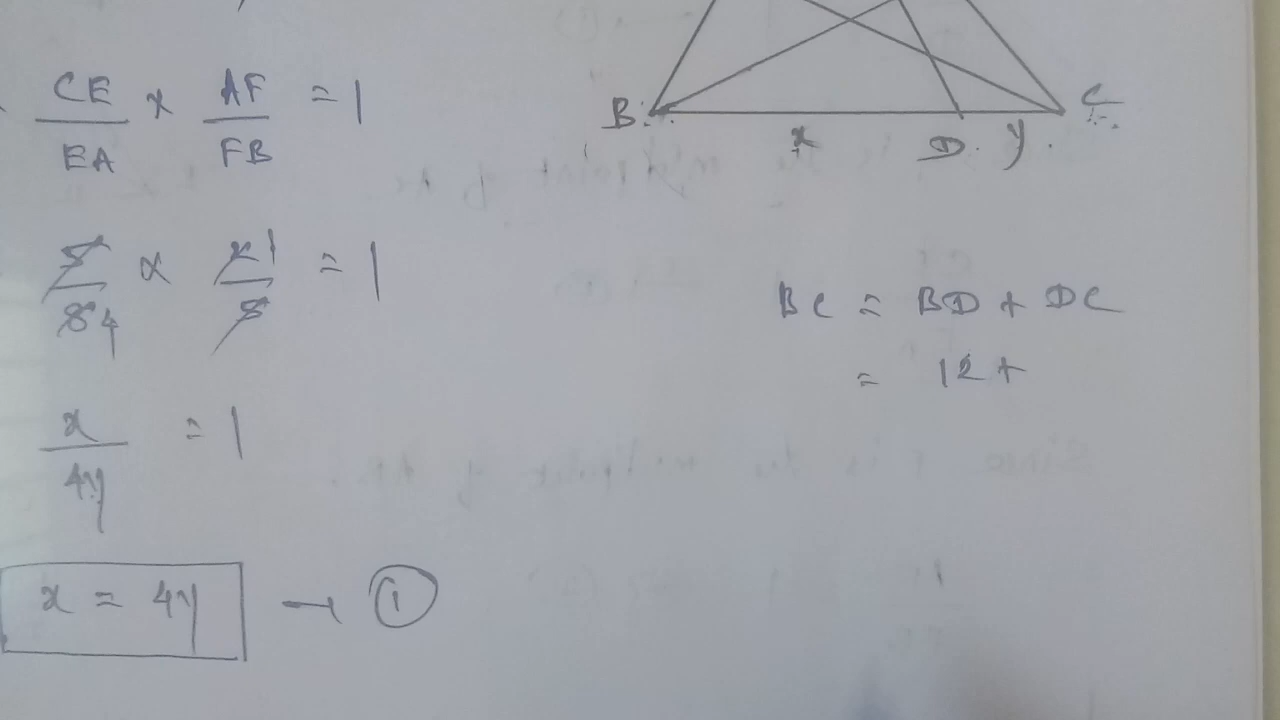 CE / EA × AF / FB = 1
B C
x D y
5 / 8 4 × 2 1 / 5 = 1
BC = BD + DC
= 12 +
x / 4y = 1
x = 4y → 1